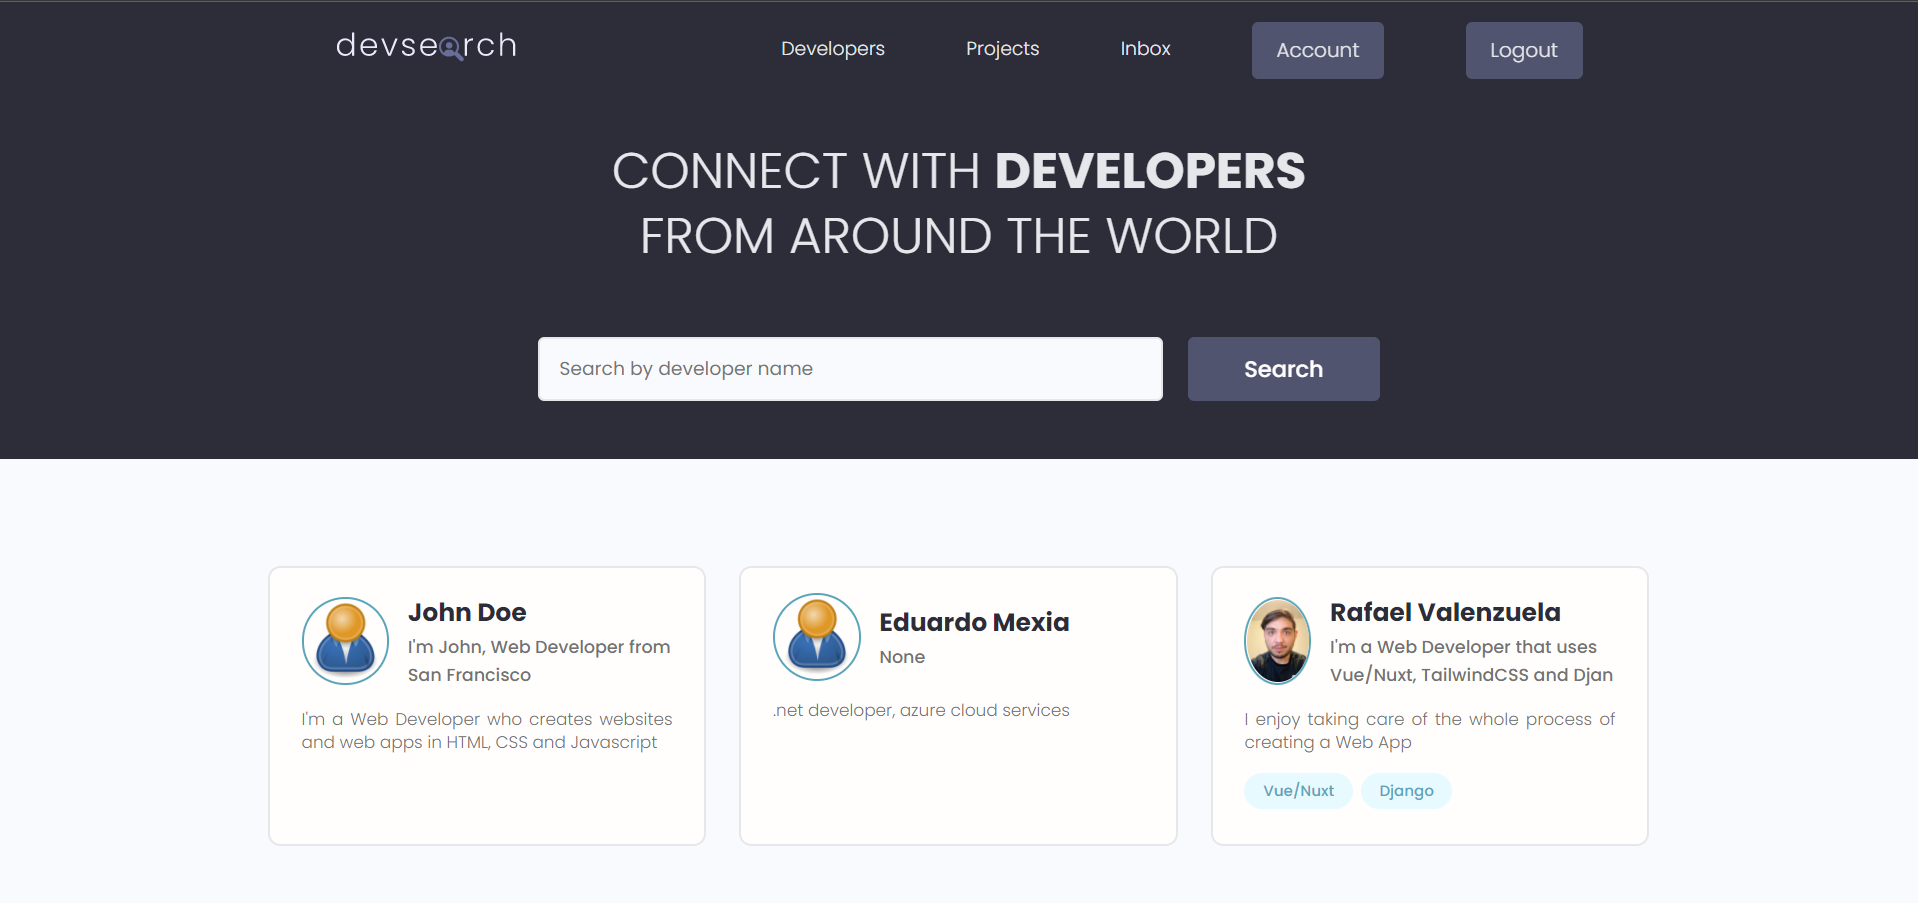 devsearch
Developers
Projects
Inbox
Account
Logout
CONNECT WITH DEVELOPERS
FROM AROUND THE WORLD
Search by developer name
Search
John Doe
I'm John, Web Developer from
San Francisco
I'm a Web Developer who creates websites
and web apps in HTML, CSS and Javascript
Eduardo Mexia
None
.net developer, azure cloud services
Rafael Valenzuela
I'm a Web Developer that uses
Vue/Nuxt, TailwindCSS and Djan
I enjoy taking care of the whole process of
creating a Web App
Vue/Nuxt
Django